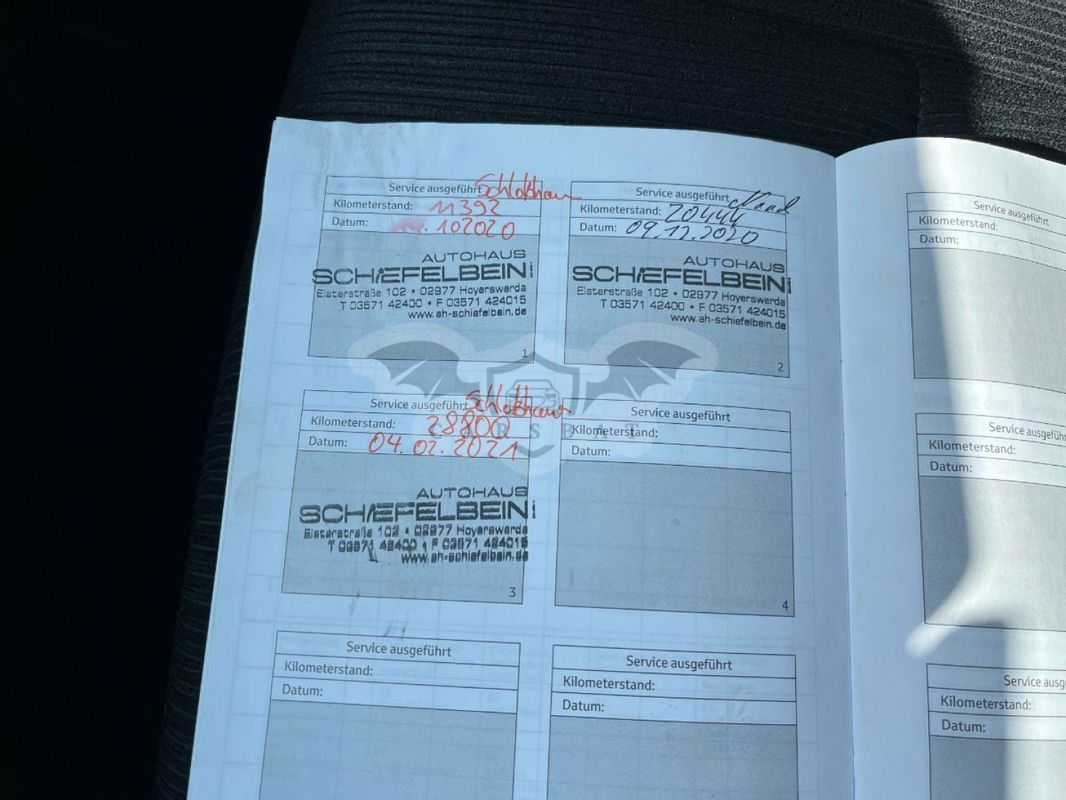 Service ausgeführt
Kilometerstand: 11392
Datum: .102020
AUTOHAUS
SCHIEFELBEIN
Elsterstraße 102 • 02977 Hoyerswerda
T 03571 42400 • F 03571 424015
www.ah-schiefelbein.de
1
Service ausgeführt
Kilometerstand: 20444
Datum: 09.12.2020
AUTOHAUS
SCHIEFELBEIN
Elsterstraße 102 • 02977 Hoyerswerda
T 03571 42400 • F 03571 424015
www.ah-schiefelbein.de
2
Service ausgeführt
Kilometerstand: 28800
Datum: 04.02.2021
AUTOHAUS
SCHIEFELBEIN
Elsterstraße 102 • 02977 Hoyerswerda
T 03571 42400 • F 03571 424015
www.ah-schiefelbein.de
3
Service ausgeführt
Kilometerstand:
Datum:
4
CARSBAT
Service ausgeführt
Kilometerstand:
Datum:
Service ausgeführt
Kilometerstand:
Datum:
Service ausgeführt
Kilometerstand:
Datum:
Service ausgeführ
Kilometerstand:
Datum:
Service ausg
Kilometerstand:
Datum: